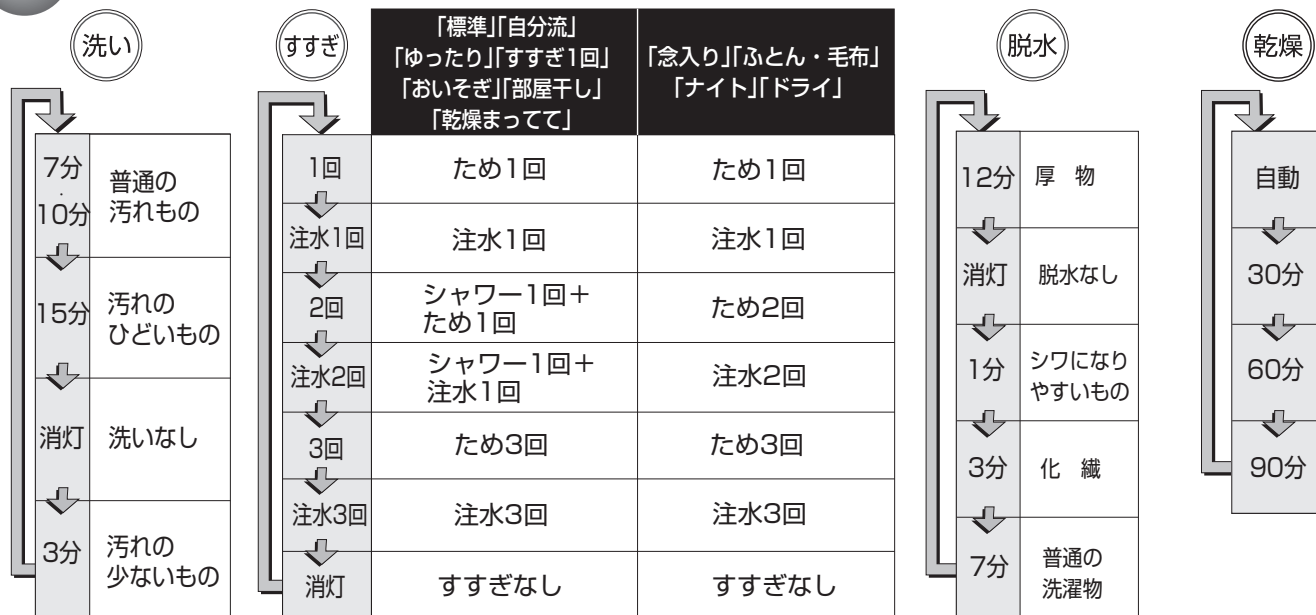 洗い
7分
・
10分
普通の
汚れもの
15分
汚れの
ひどいもの
消灯
洗いなし
3分
汚れの
少ないもの
すすぎ
「標準」「自分流」
「ゆったり」「すすぎ1回」
「おいそぎ」「部屋干し」
「乾燥まってて」
「念入り」「ふとん・毛布」
「ナイト」「ドライ」
1回
ため1回
ため1回
注水1回
注水1回
注水1回
2回
シャワー1回＋
ため1回
ため2回
注水2回
シャワー1回＋
注水1回
注水2回
3回
ため3回
ため3回
注水3回
注水3回
注水3回
消灯
すすぎなし
すすぎなし
脱水
12分
厚 物
消灯
脱水なし
1分
シワになり
やすいもの
3分
化 繊
7分
普通の
洗濯物
乾燥
自動
30分
60分
90分